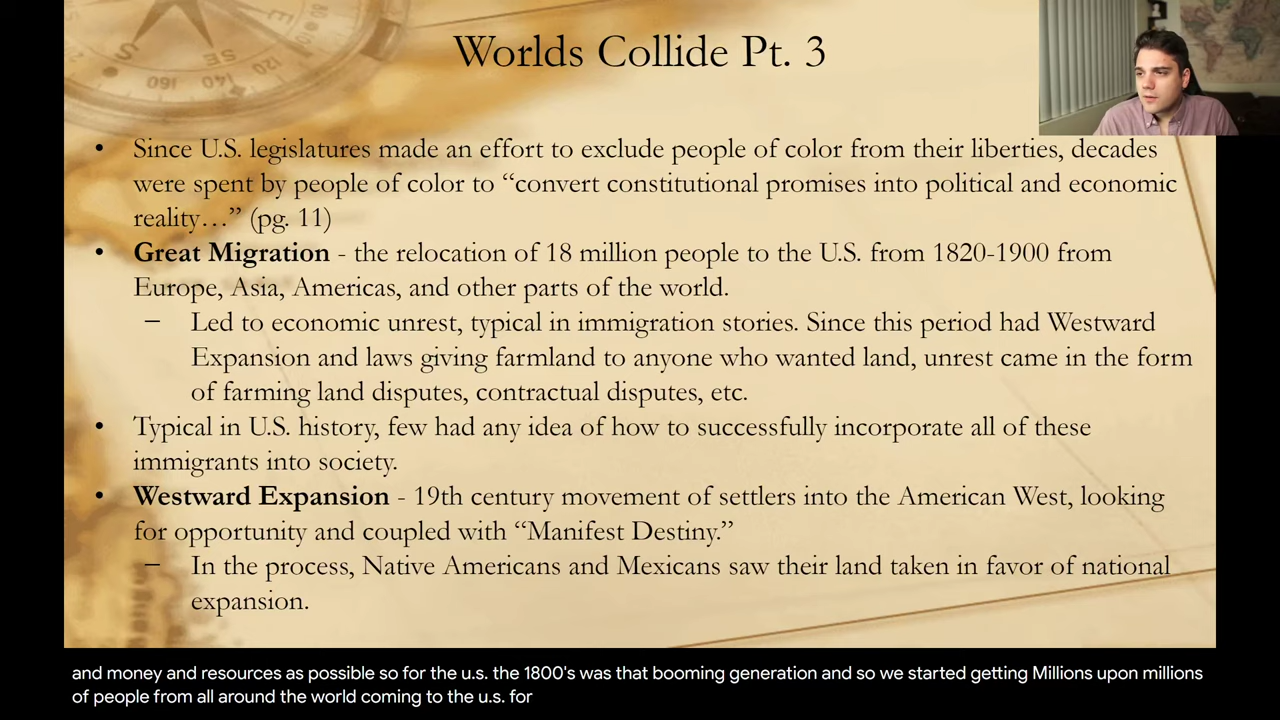 Worlds Collide Pt. 3
• Since U.S. legislatures made an effort to exclude people of color from their liberties, decades
were spent by people of color to “convert constitutional promises into political and economic
reality…” (pg. 11)
• Great Migration - the relocation of 18 million people to the U.S. from 1820-1900 from
Europe, Asia, Americas, and other parts of the world.
– Led to economic unrest, typical in immigration stories. Since this period had Westward
Expansion and laws giving farmland to anyone who wanted land, unrest came in the form
of farming land disputes, contractual disputes, etc.
• Typical in U.S. history, few had any idea of how to successfully incorporate all of these
immigrants into society.
• Westward Expansion - 19th century movement of settlers into the American West, looking
for opportunity and coupled with “Manifest Destiny.”
– In the process, Native Americans and Mexicans saw their land taken in favor of national
expansion.
and money and resources as possible so for the u.s. the 1800's was that booming generation and so we started getting Millions upon millions
of people from all around the world coming to the u.s. for
S
SE
E
160
140
120
80